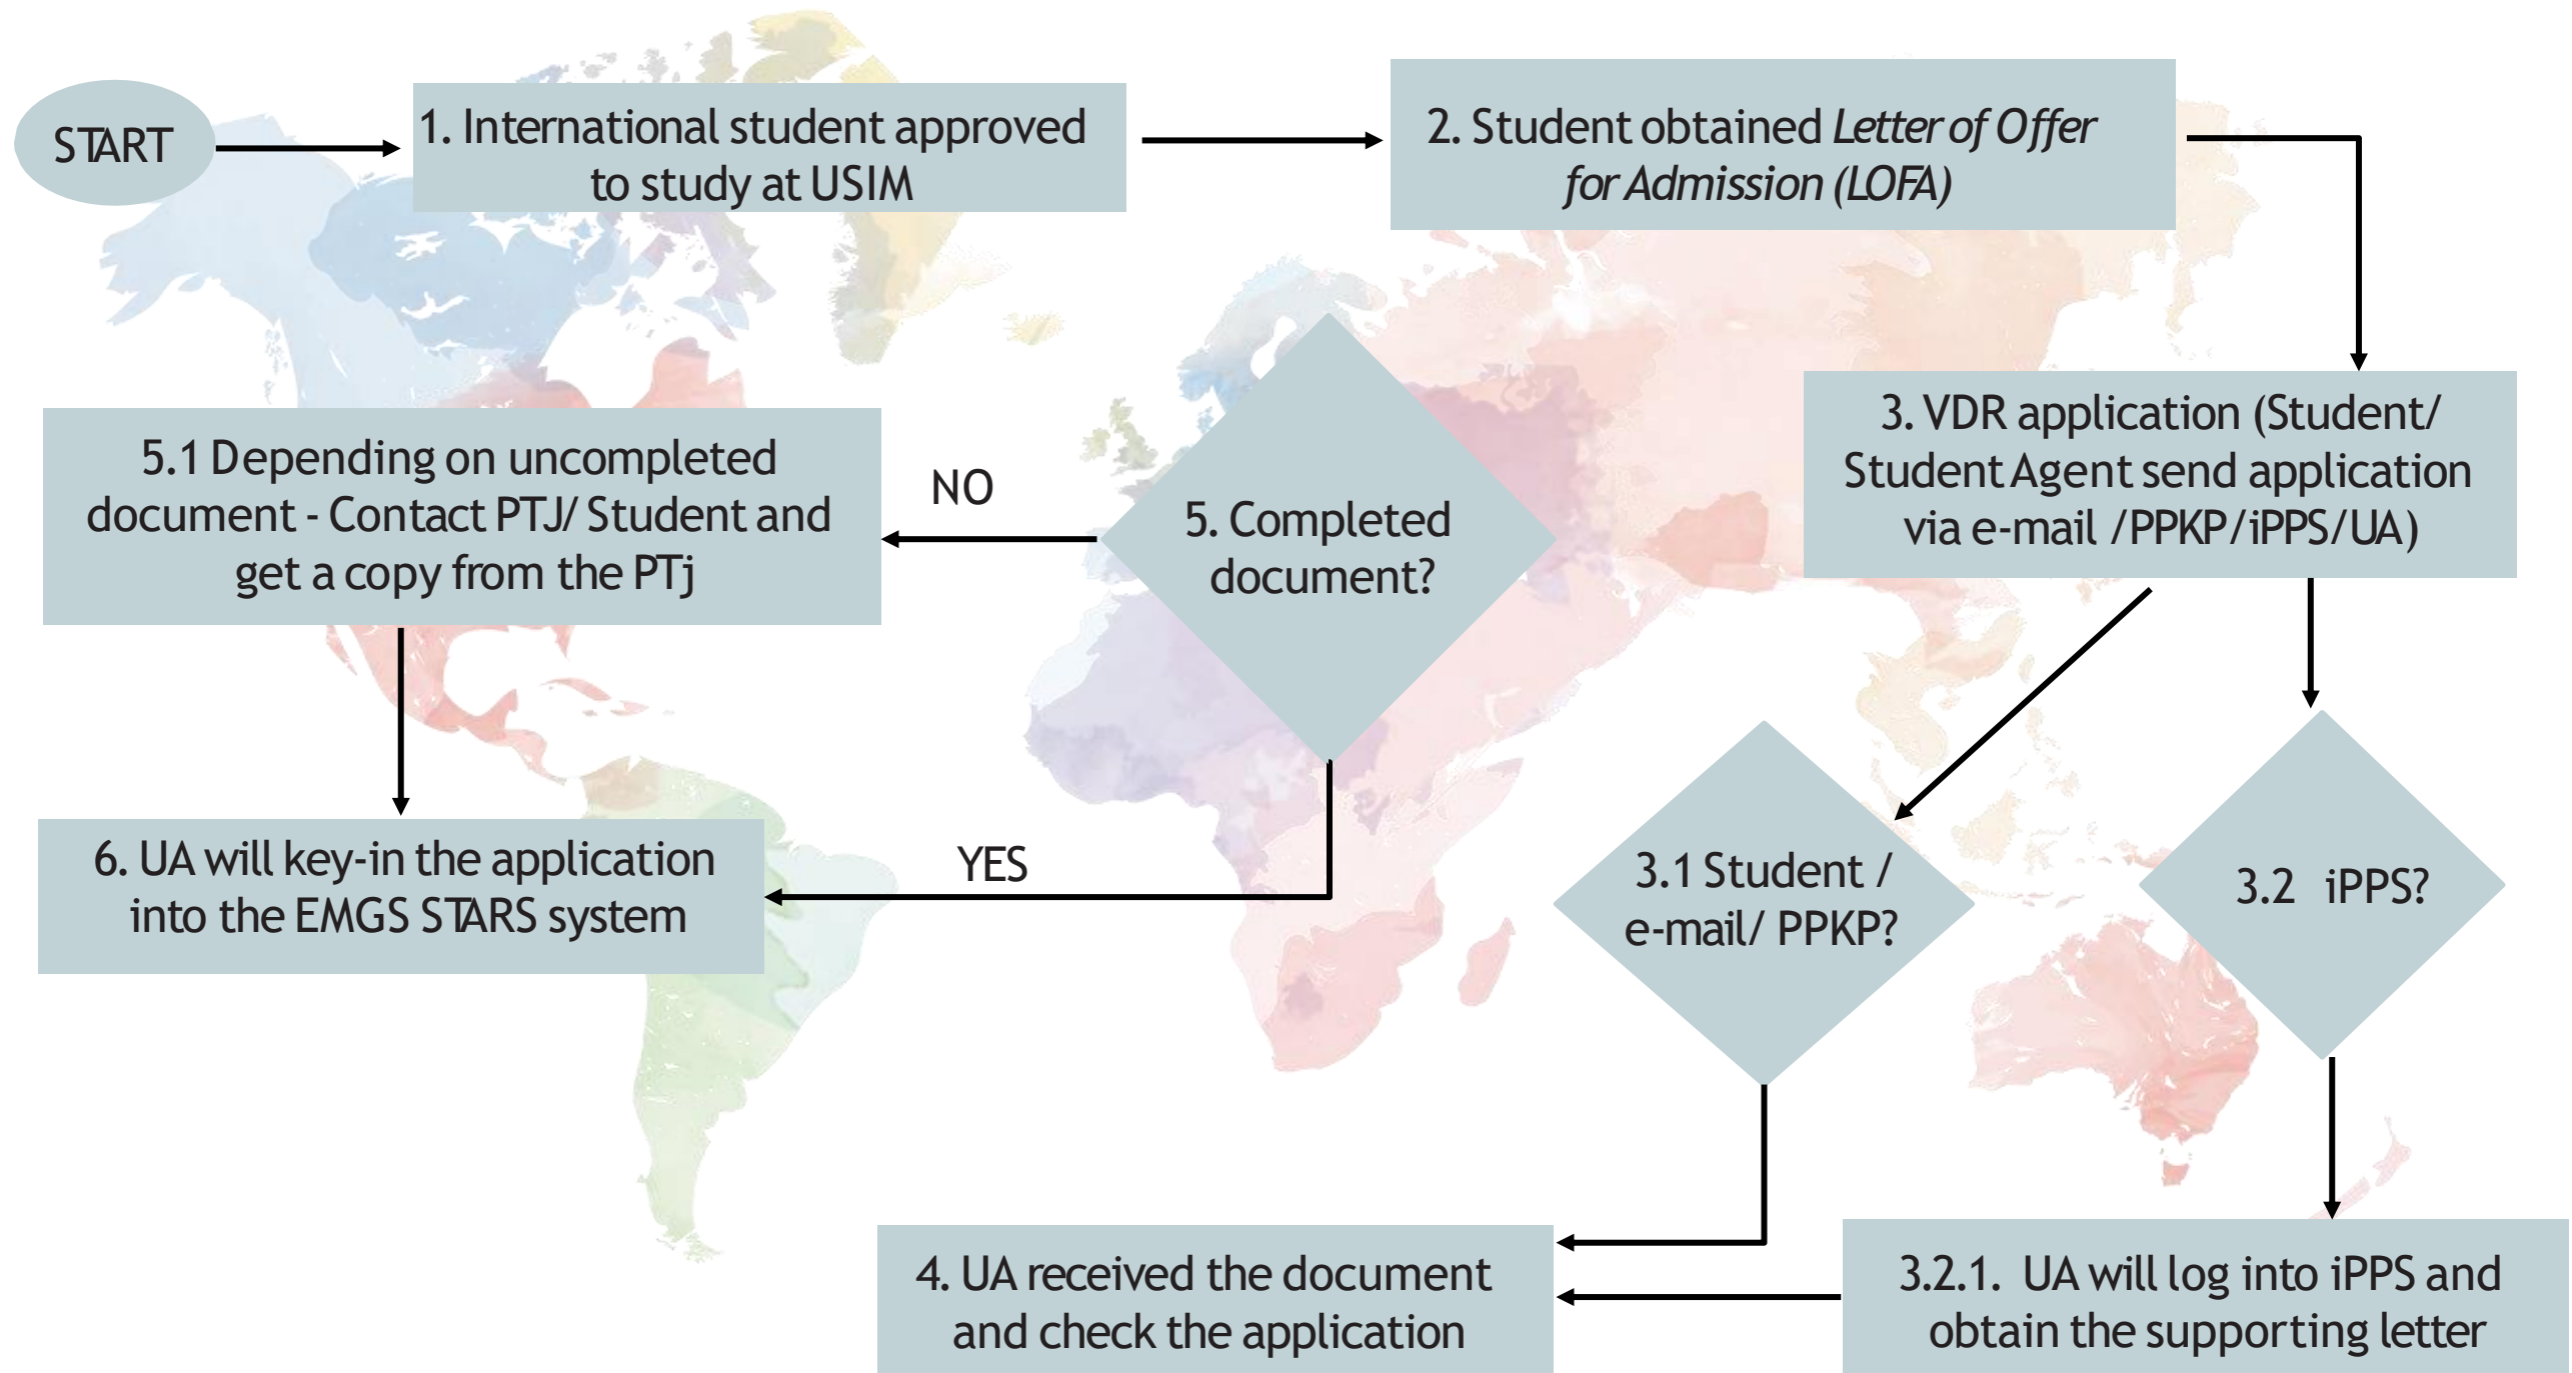 START
1. International student approved
to study at USIM
2. Student obtained Letter of Offer
for Admission (LOFA)
3. VDR application (Student/
Student Agent send application
via e-mail /PPKP/iPPS/UA)
3.1 Student /
e-mail/ PPKP?
3.2 iPPS?
3.2.1. UA will log into iPPS and
obtain the supporting letter
4. UA received the document
and check the application
5. Completed
document?
NO
5.1 Depending on uncompleted
document - Contact PTJ/ Student and
get a copy from the PTj
YES
6. UA will key-in the application
into the EMGS STARS system